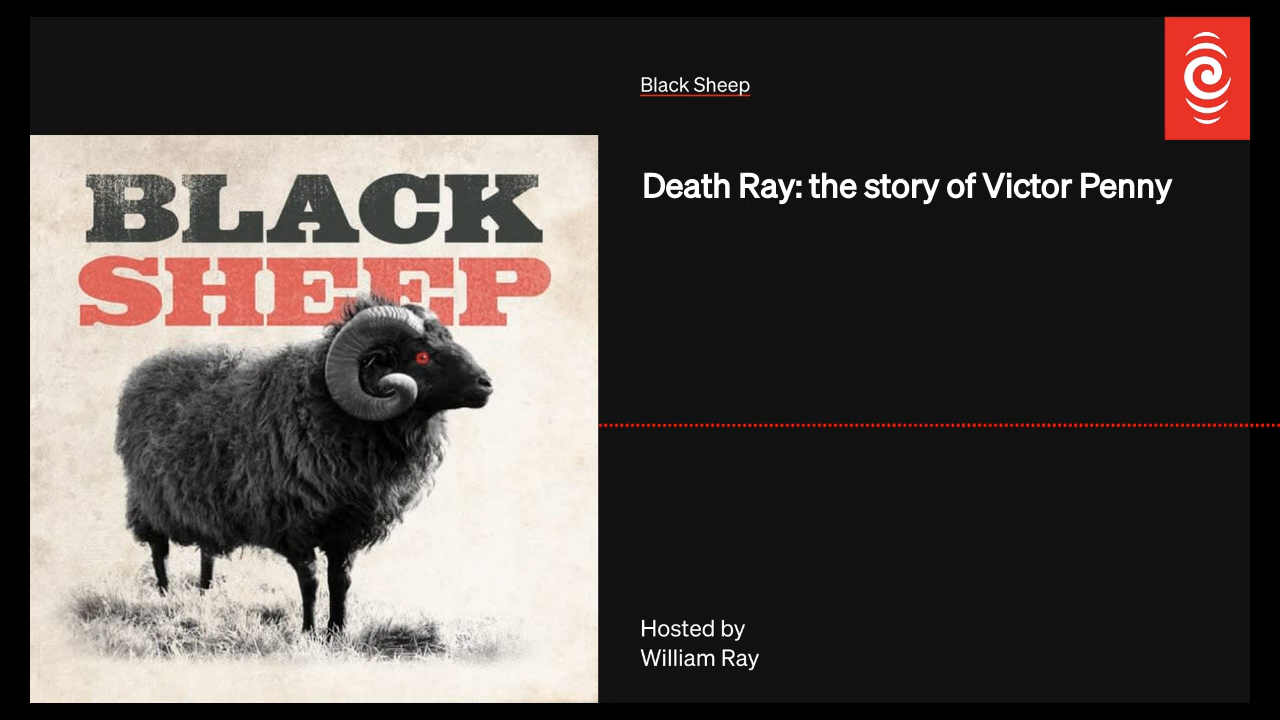 Black Sheep
BLACK
SHEEP
Death Ray: the story of Victor Penny
Hosted by
William Ray